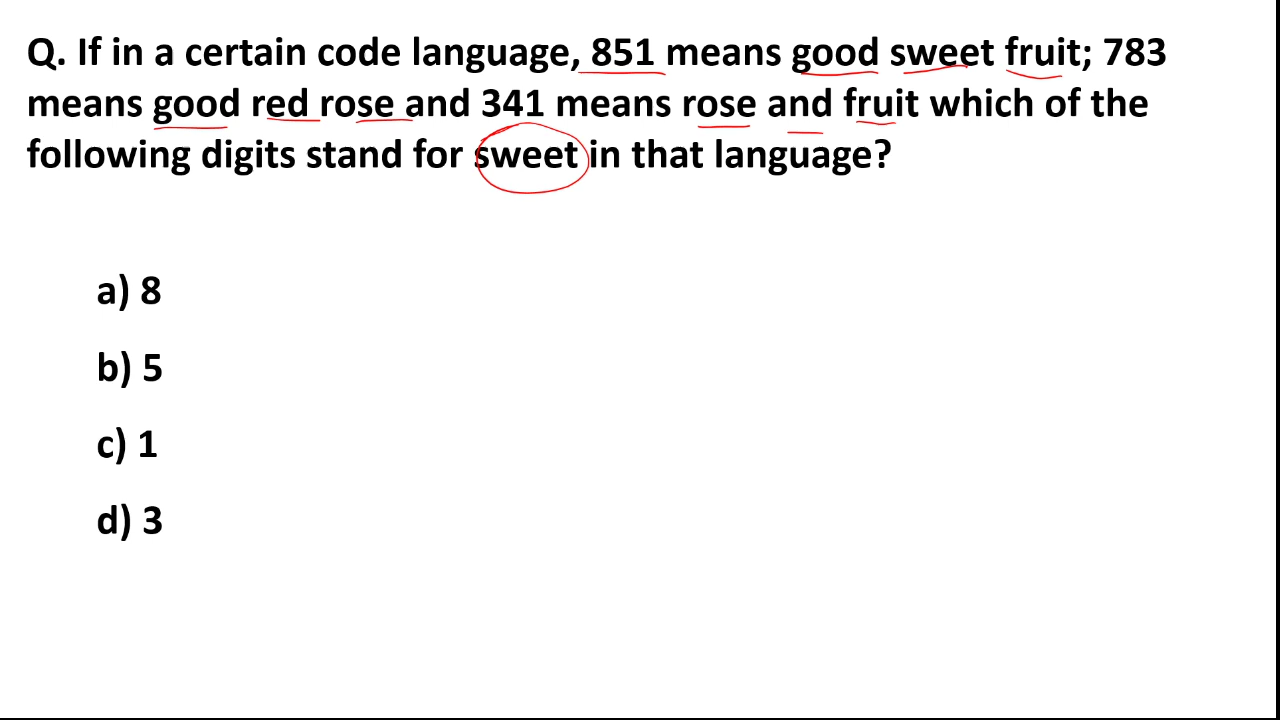 Q. If in a certain code language, 851 means good sweet fruit; 783
means good red rose and 341 means rose and fruit which of the
following digits stand for sweet in that language?
a) 8
b) 5
c) 1
d) 3